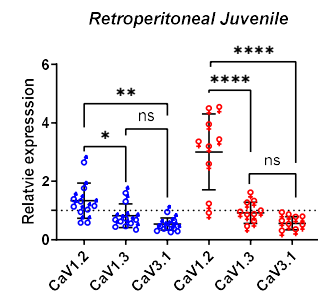 Retroperitoneal Juvenile
Relatvie expresssion
6
4
2
0
****
**
****
ns
*
ns
CaV1.2
CaV1.3
CaV3.1
CaV1.2
CaV1.3
CaV3.1